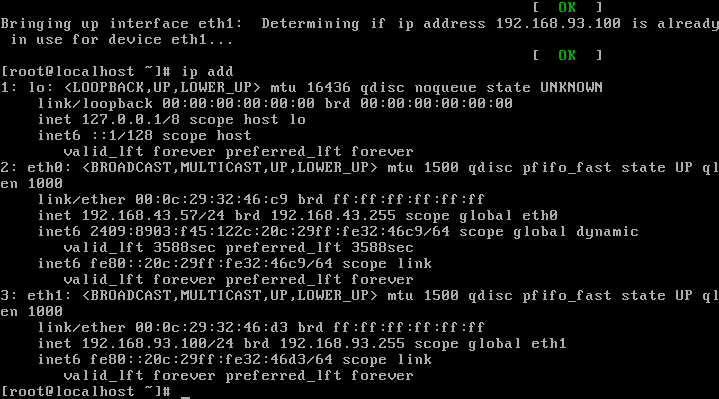 [  OK  ]
Bringing up interface eth1:  Determining if ip address 192.168.93.100 is already
 in use for device eth1...
[  OK  ]
[root@localhost ~]# ip add
1: lo: <LOOPBACK,UP,LOWER_UP> mtu 16436 qdisc noqueue state UNKNOWN
    link/loopback 00:00:00:00:00:00 brd 00:00:00:00:00:00
    inet 127.0.0.1/8 scope host lo
    inet6 ::1/128 scope host
       valid_lft forever preferred_lft forever
2: eth0: <BROADCAST,MULTICAST,UP,LOWER_UP> mtu 1500 qdisc pfifo_fast state UP ql
en 1000
    link/ether 00:0c:29:32:46:c9 brd ff:ff:ff:ff:ff:ff
    inet 192.168.43.57/24 brd 192.168.43.255 scope global eth0
    inet6 2409:8903:f45:122c:20c:29ff:fe32:46c9/64 scope global dynamic
       valid_lft 3588sec preferred_lft 3588sec
    inet6 fe80::20c:29ff:fe32:46c9/64 scope link
       valid_lft forever preferred_lft forever
3: eth1: <BROADCAST,MULTICAST,UP,LOWER_UP> mtu 1500 qdisc pfifo_fast state UP ql
en 1000
    link/ether 00:0c:29:32:46:d3 brd ff:ff:ff:ff:ff:ff
    inet 192.168.93.100/24 brd 192.168.93.255 scope global eth1
    inet6 fe80::20c:29ff:fe32:46d3/64 scope link
       valid_lft forever preferred_lft forever
[root@localhost ~]# _